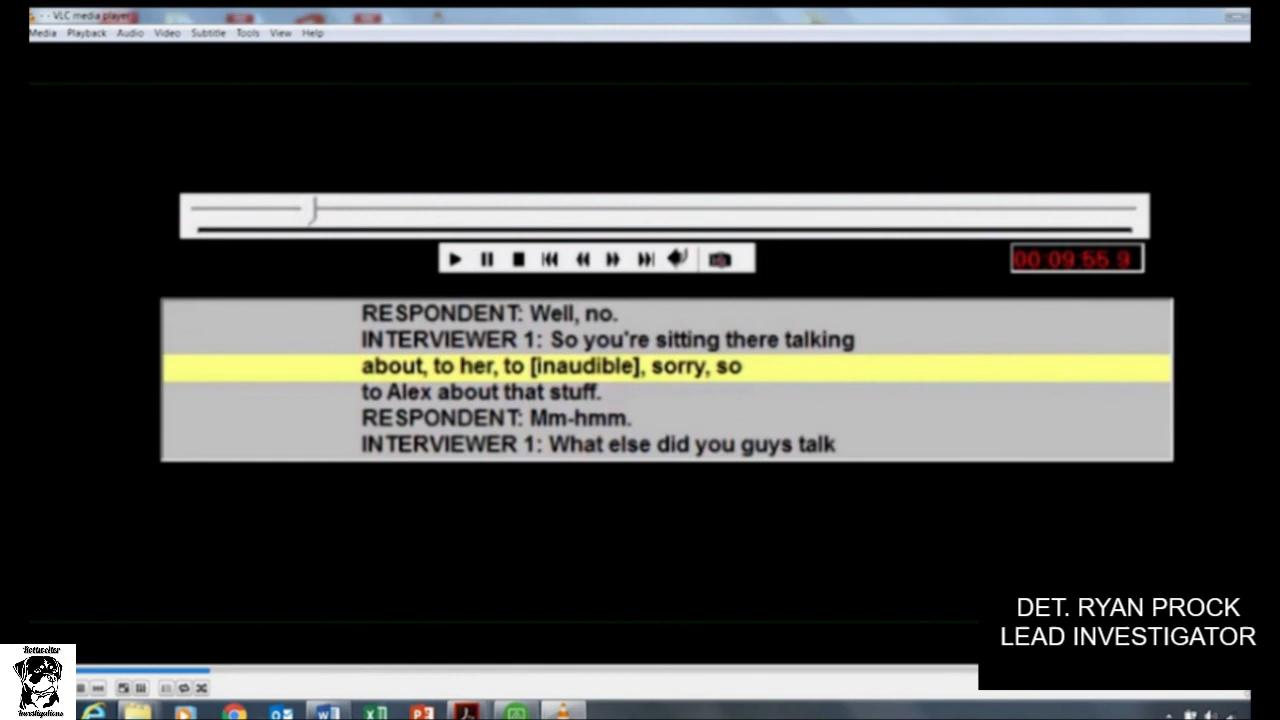 - - VLC media player
Media Playback Audio Video Subtitle Tools View Help
00:09:55.9
RESPONDENT: Well, no.
INTERVIEWER 1: So you're sitting there talking
about, to her, to [inaudible], sorry, so
to Alex about that stuff.
RESPONDENT: Mm-hmm.
INTERVIEWER 1: What else did you guys talk
DET. RYAN PROCK
LEAD INVESTIGATOR
Rottweiler
Investigations